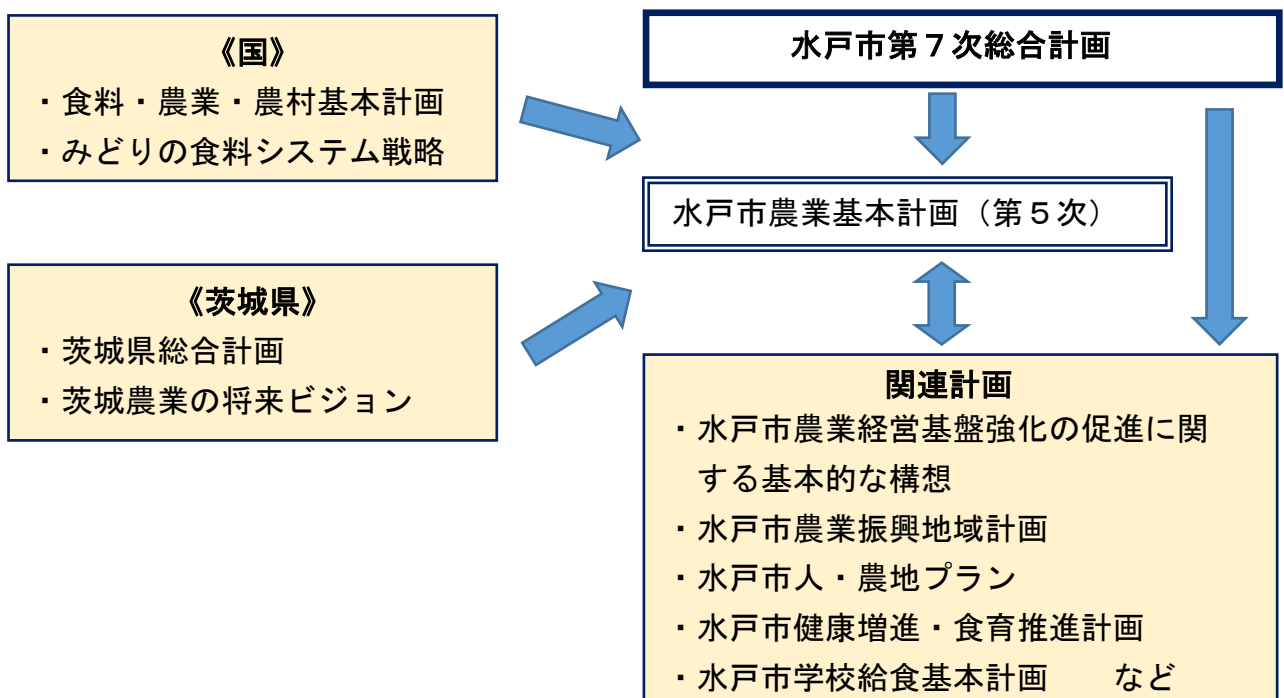 《国》
・食料・農業・農村基本計画
・みどりの食料システム戦略
水戸市第７次総合計画
水戸市農業基本計画（第５次）
《茨城県》
・茨城県総合計画
・茨城農業の将来ビジョン
関連計画
・水戸市農業経営基盤強化の促進に関
する基本的な構想
・水戸市農業振興地域計画
・水戸市人・農地プラン
・水戸市健康増進・食育推進計画
・水戸市学校給食基本計画　　など